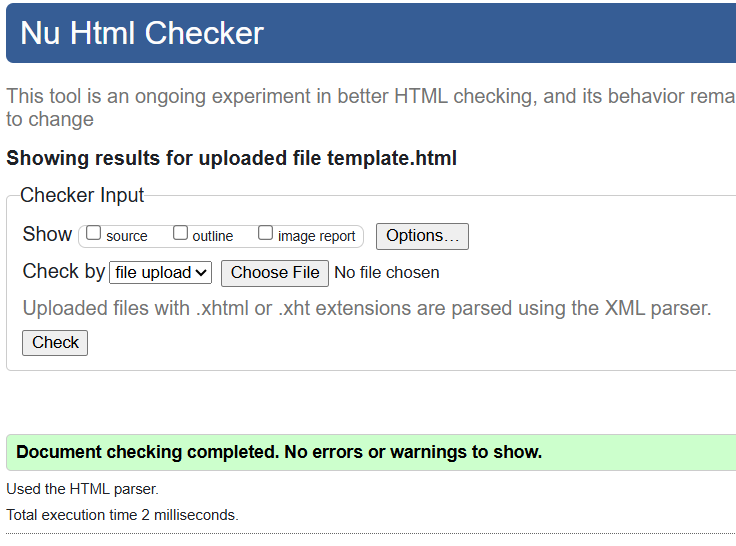 Nu Html Checker
This tool is an ongoing experiment in better HTML checking, and its behavior rema
to change
Showing results for uploaded file template.html
Checker Input
Show source outline image report Options…
Check by file upload Choose File No file chosen
Uploaded files with .xhtml or .xht extensions are parsed using the XML parser.
Check
Document checking completed. No errors or warnings to show.
Used the HTML parser.
Total execution time 2 milliseconds.